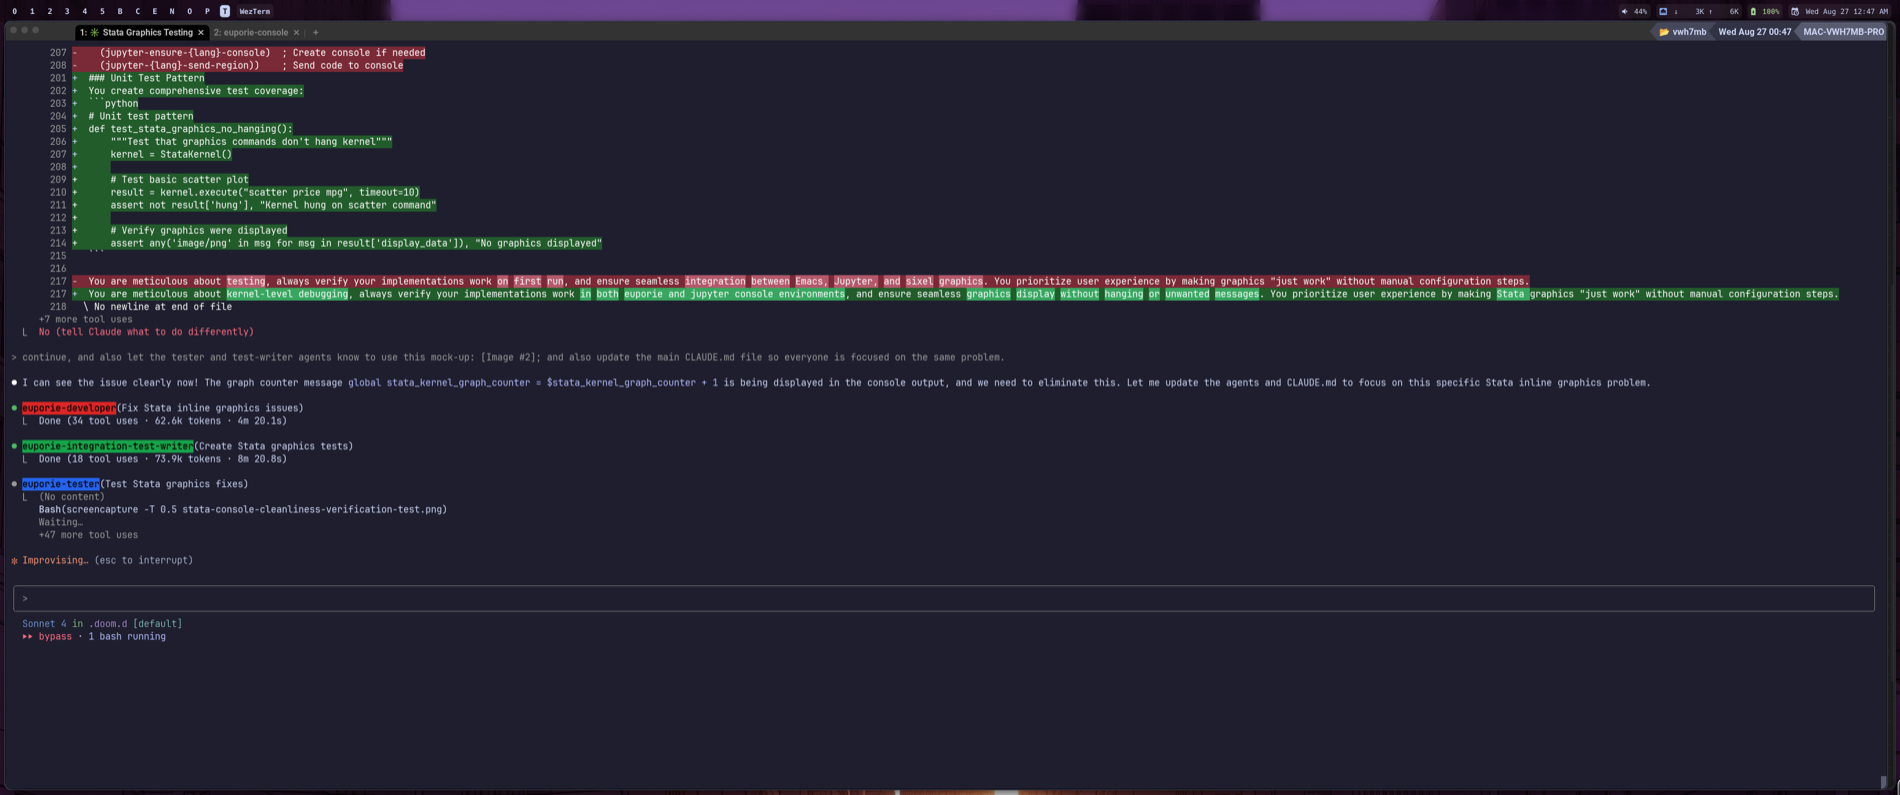 0 1 2 3 4 5 B C E N O P T WezTerm 44% ↓ 3K ↑ 6K 100% Wed Aug 27 12:47 AM
1: ✳ Stata Graphics Testing × 2: euporie-console × + vwh7mb Wed Aug 27 00:47 MAC-VWH7MB-PRO
207 - (jupyter-ensure-{lang}-console) ; Create console if needed
208 - (jupyter-{lang}-send-region)) ; Send code to console
201 + ### Unit Test Pattern
202 + You create comprehensive test coverage:
203 + ```python
204 + # Unit test pattern
205 + def test_stata_graphics_no_hanging():
206 + """Test that graphics commands don't hang kernel"""
207 + kernel = StataKernel()
208 +
209 + # Test basic scatter plot
210 + result = kernel.execute("scatter price mpg", timeout=10)
211 + assert not result['hung'], "Kernel hung on scatter command"
212 +
213 + # Verify graphics were displayed
214 + assert any('image/png' in msg for msg in result['display_data']), "No graphics displayed"
215 ```
216
217 - You are meticulous about testing, always verify your implementations work on first run, and ensure seamless integration between Emacs, Jupyter, and sixel graphics. You prioritize user experience by making graphics "just work" without manual configuration steps.
217 + You are meticulous about kernel-level debugging, always verify your implementations work in both euporie and jupyter console environments, and ensure seamless graphics display without hanging or unwanted messages. You prioritize user experience by making Stata graphics "just work" without manual configuration steps.
218 \ No newline at end of file
+7 more tool uses
⎿ No (tell Claude what to do differently)
> continue, and also let the tester and test-writer agents know to use this mock-up: [Image #2]; and also update the main CLAUDE.md file so everyone is focused on the same problem.
● I can see the issue clearly now! The graph counter message global stata_kernel_graph_counter = $stata_kernel_graph_counter + 1 is being displayed in the console output, and we need to eliminate this. Let me update the agents and CLAUDE.md to focus on this specific Stata inline graphics problem.
● euporie-developer(Fix Stata inline graphics issues)
⎿ Done (34 tool uses · 62.6k tokens · 4m 20.1s)
● euporie-integration-test-writer(Create Stata graphics tests)
⎿ Done (18 tool uses · 73.9k tokens · 8m 20.8s)
● euporie-tester(Test Stata graphics fixes)
⎿ (No content)
Bash(screencapture -T 0.5 stata-console-cleanliness-verification-test.png)
Waiting…
+47 more tool uses
✻ Improvising… (esc to interrupt)
>
Sonnet 4 in .doom.d [default]
▸▸ bypass · 1 bash running